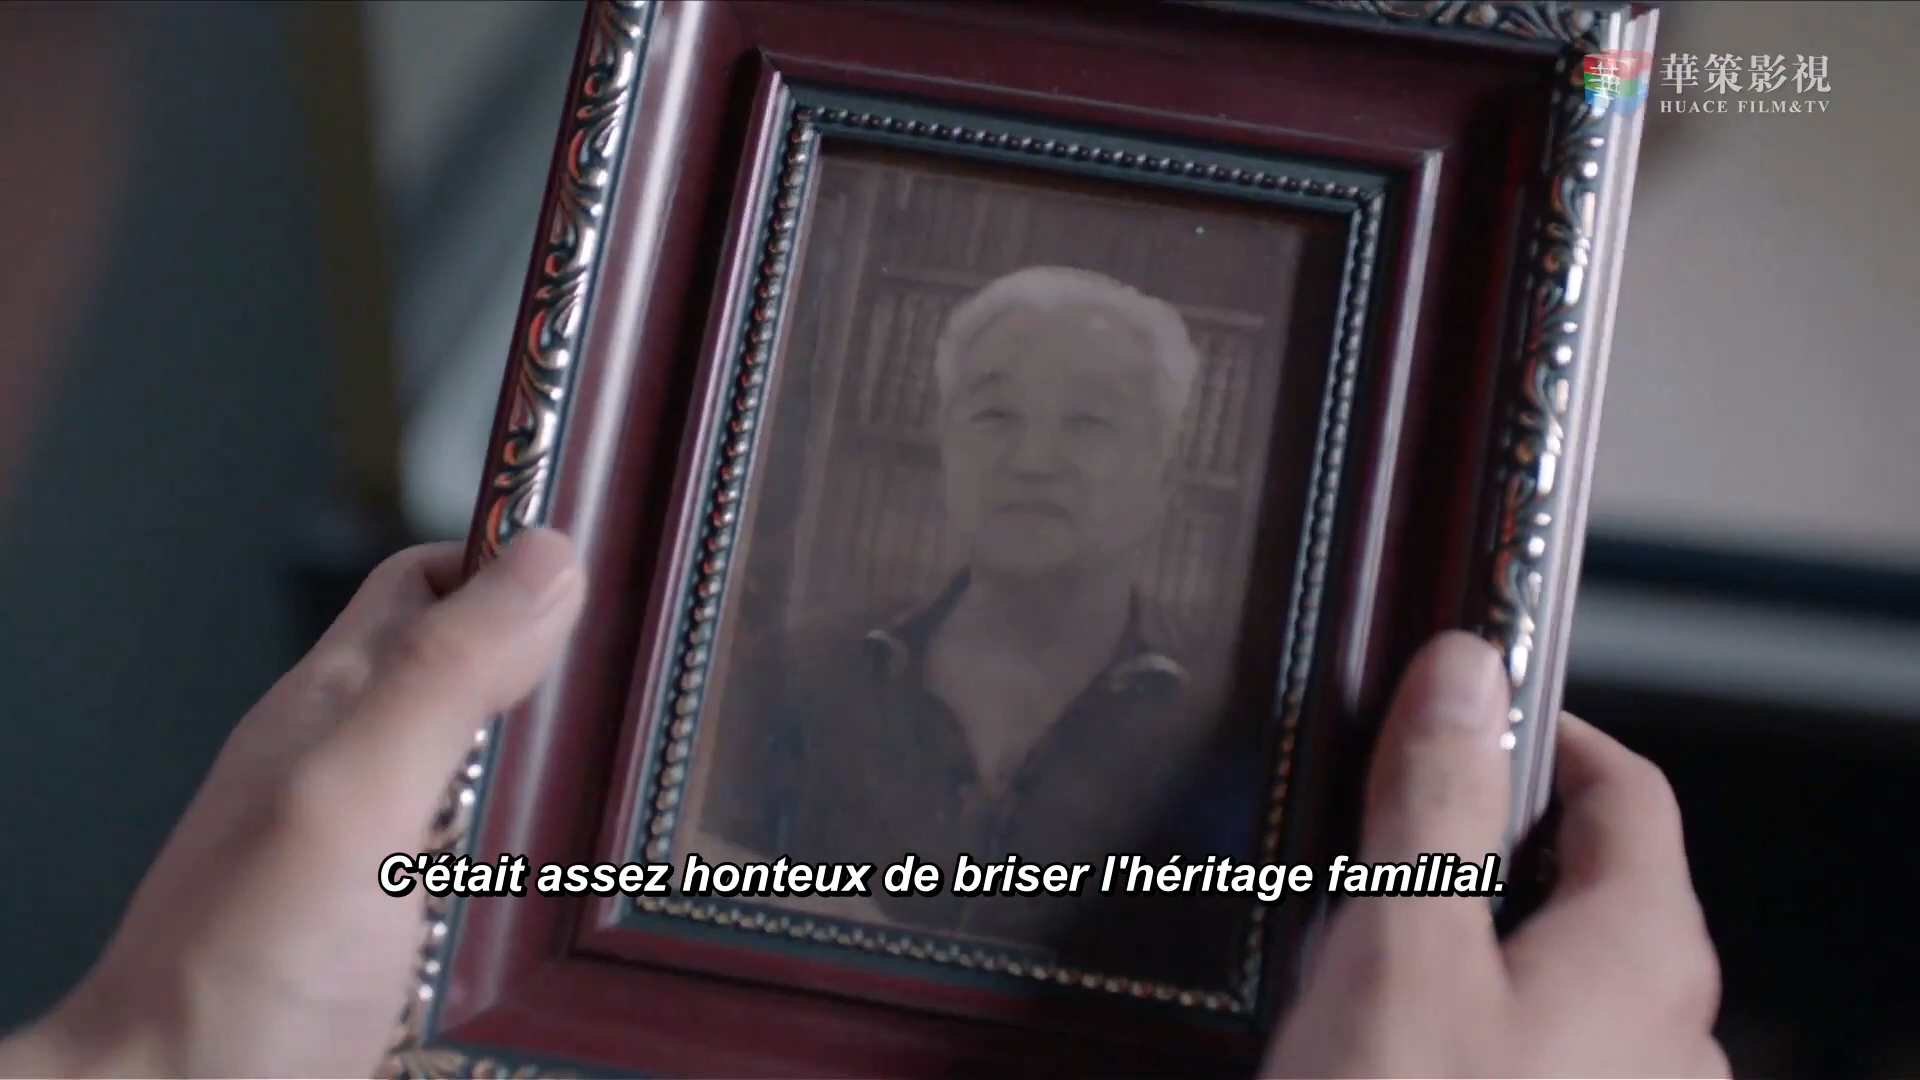 華策影視
HUACE FILM&TV
C'était assez honteux de briser l'héritage familial.